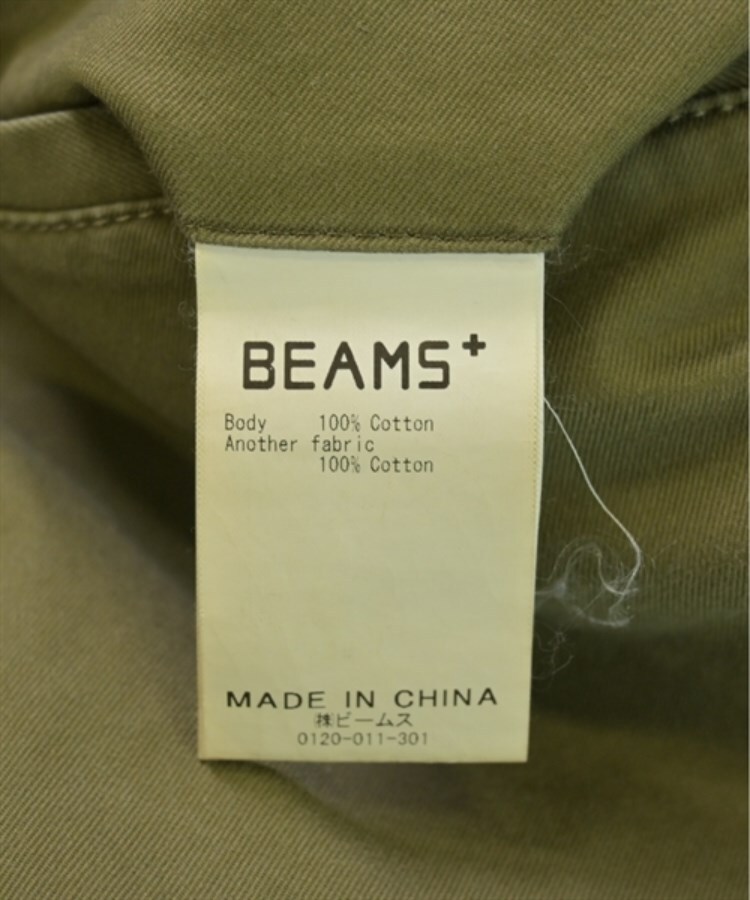 BEAMS+
Body 100% Cotton
Another fabric
100% Cotton
MADE IN CHINA
㈱ビームス
0120-011-301